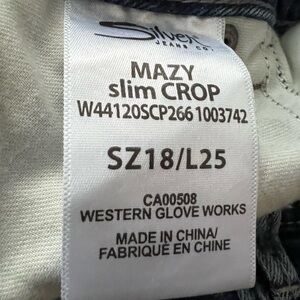 Silver
JEANS CO.
MAZY
slim CROP
W44120SCP266 1003742
SZ18/L25
CA00508
WESTERN GLOVE WORKS
MADE IN CHINA/
FABRIQUÉ EN CHINE